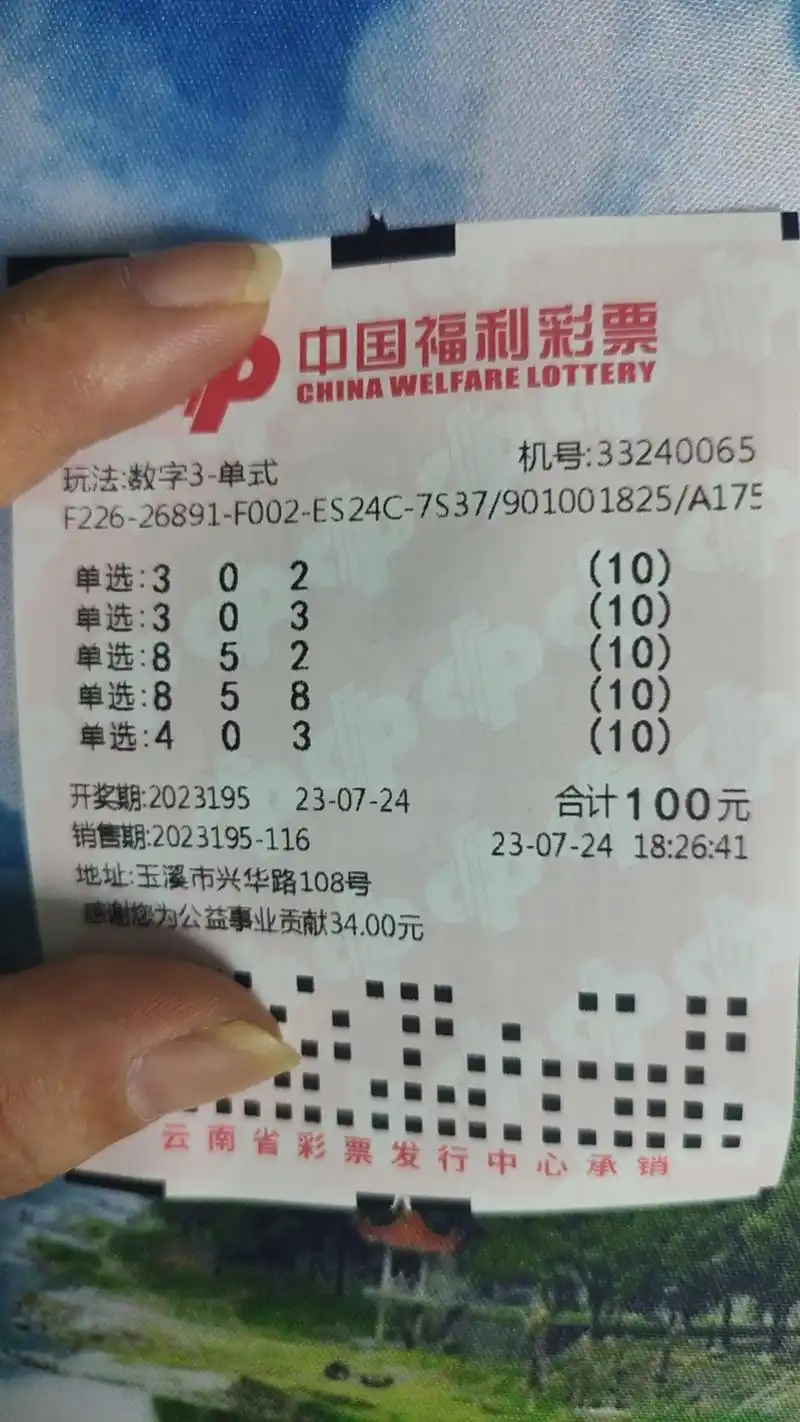 中国福利彩票
CHINA WELFARE LOTTERY
玩法:数字3-单式 机号:33240065
F226-26891-F002-ES24C-7S37/901001825/A175
单选:3 0 2 (10)
单选:3 0 3 (10)
单选:8 5 2 (10)
单选:8 5 8 (10)
单选:4 0 3 (10)
开奖期:2023195 23-07-24 合计100元
销售期:2023195-116 23-07-24 18:26:41
地址:玉溪市兴华路108号
感谢您为公益事业贡献34.00元
云南省彩票发行中心承销